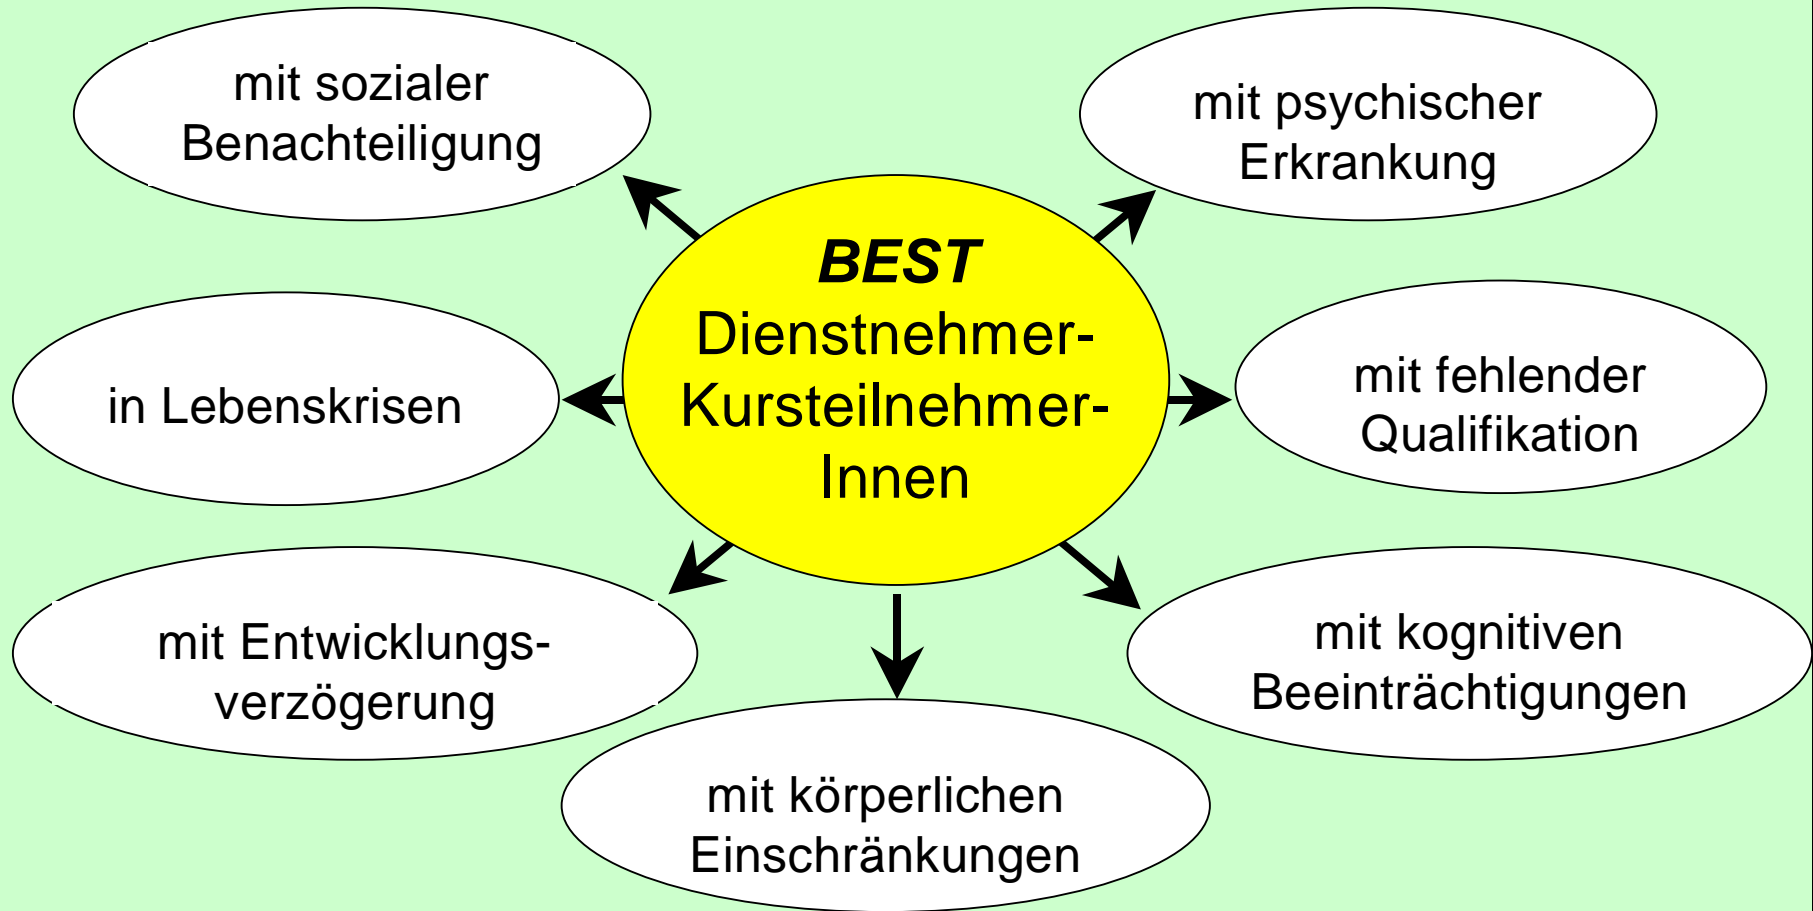 mit sozialer
Benachteiligung
mit psychischer
Erkrankung
BEST
Dienstnehmer-
Kursteilnehmer-
Innen
in Lebenskrisen
mit fehlender
Qualifikation
mit Entwicklungs-
verzögerung
mit kognitiven
Beeinträchtigungen
mit körperlichen
Einschränkungen